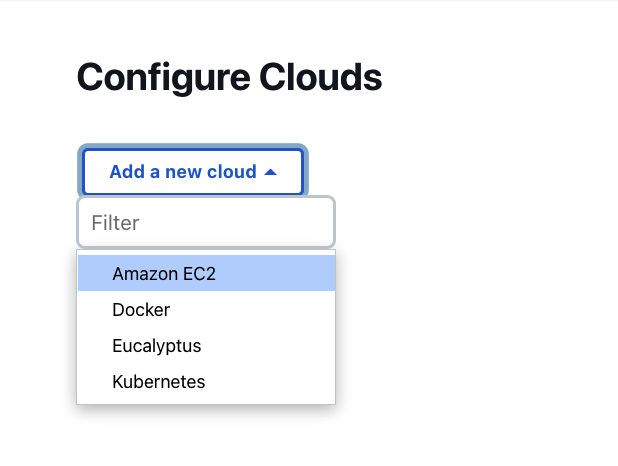 Configure Clouds
Add a new cloud
Filter
Amazon EC2
Docker
Eucalyptus
Kubernetes